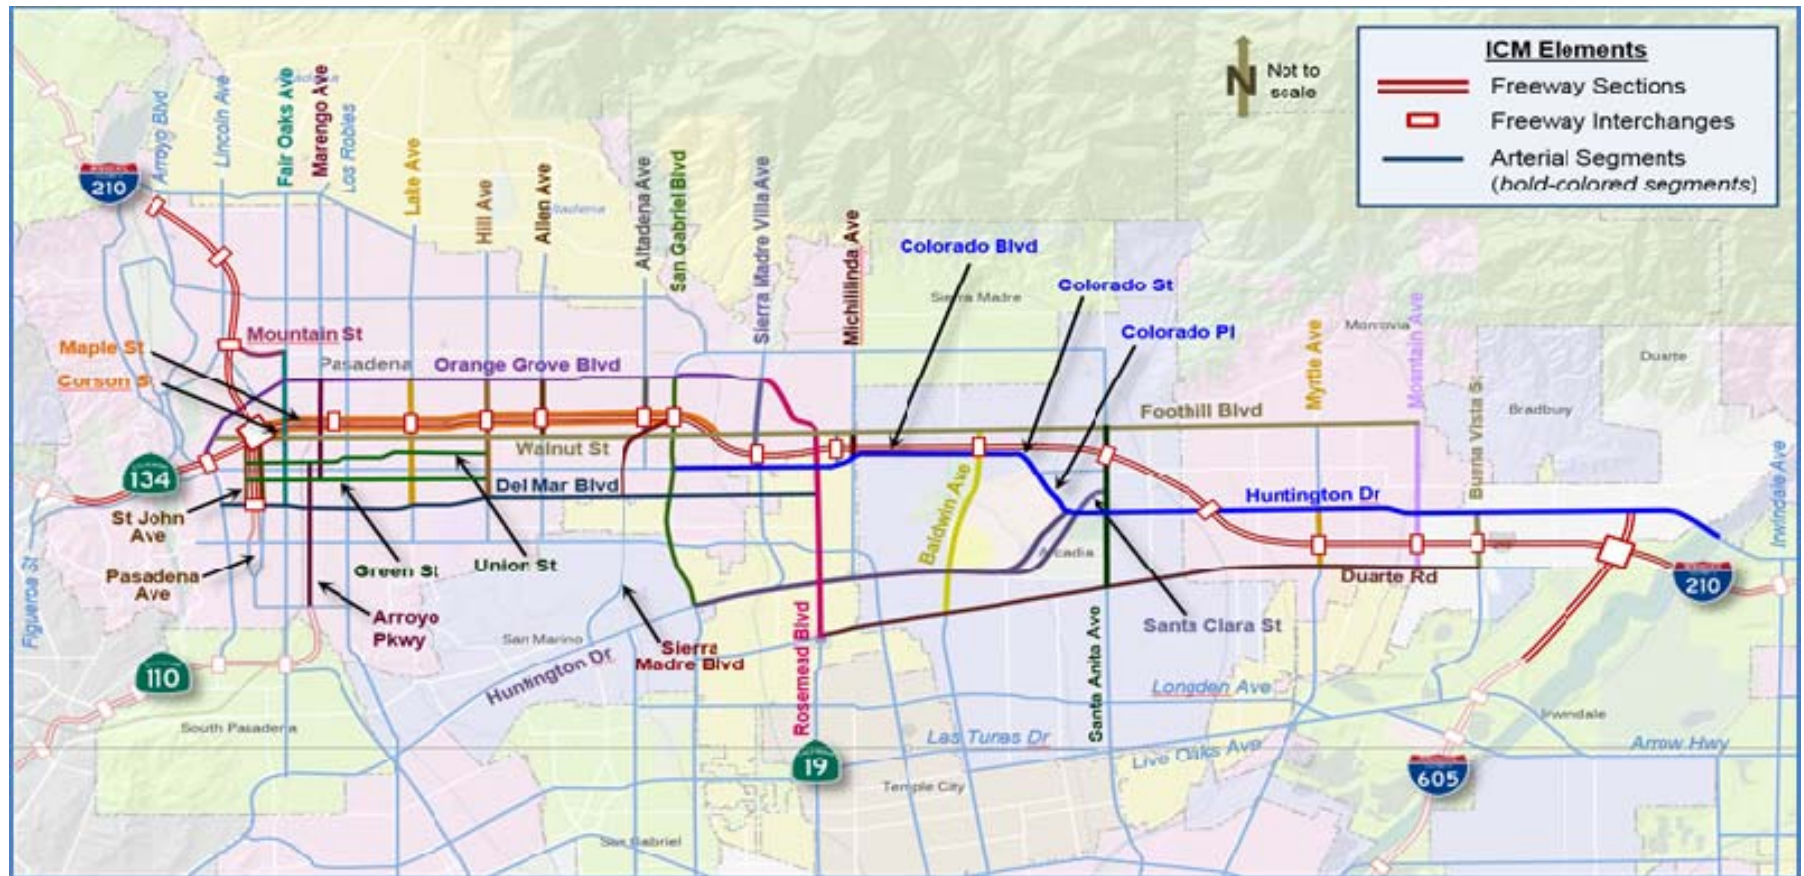 ICM Elements
Freeway Sections
Freeway Interchanges
Arterial Segments
(bold-colored segments)
N
Not to
scale
210
Arroyo Blvd
Lincoln Ave
Fair Oaks Ave
Marengo Ave
Los Robles
Lake Ave
Hill Ave
Allen Ave
Altadena
Altadena Ave
San Gabriel Blvd
Sierra Madre Villa Ave
Michillinda Ave
Colorado Blvd
Colorado St
Colorado Pl
Sierra Madre
Monrovia
Duarte
Bradbury
Myrtle Ave
Mountain Ave
Buena Vista St
Irwindale Ave
Mountain St
Maple St
Corson St
Pasadena
Orange Grove Blvd
Foothill Blvd
Walnut St
134
Del Mar Blvd
Baldwin Ave
Huntington Dr
St John
Ave
Pasadena
Ave
Green St
Union St
Arcadia
Duarte Rd
210
Figueroa St
Arroyo
Pkwy
San Marino
Sierra
Madre Blvd
Huntington Dr
Rosemead Blvd
Santa Anita Ave
Santa Clara St
110
Longden Ave
South Pasadena
Las Tunas Dr
Live Oaks Ave
Irwindale
Arrow Hwy
19
605
Temple City
San Gabriel